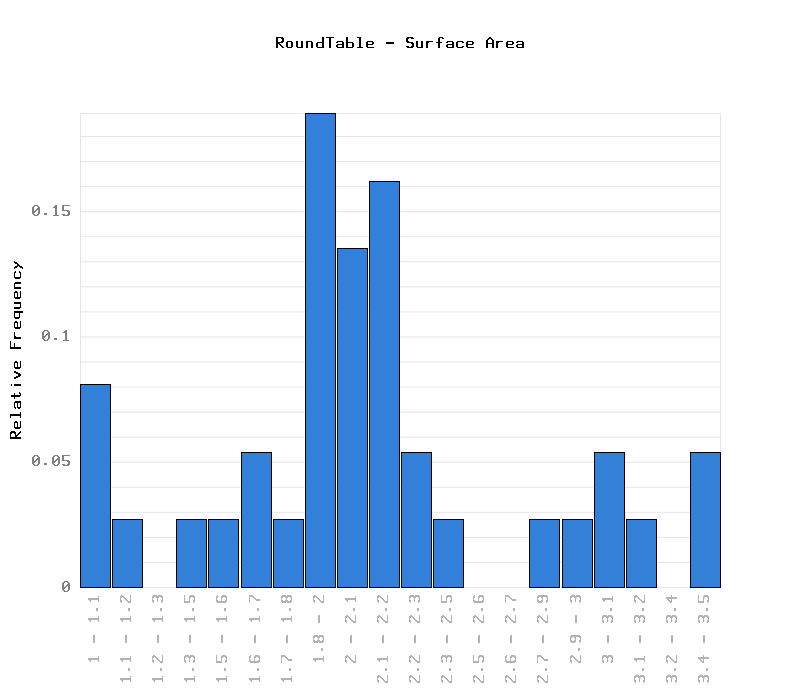 RoundTable - Surface Area
Relative Frequency
0.15
0.1
0.05
0
1 - 1.1
1.1 - 1.2
1.2 - 1.3
1.3 - 1.5
1.5 - 1.6
1.6 - 1.7
1.7 - 1.8
1.8 - 2
2 - 2.1
2.1 - 2.2
2.2 - 2.3
2.3 - 2.5
2.5 - 2.6
2.6 - 2.7
2.7 - 2.9
2.9 - 3
3 - 3.1
3.1 - 3.2
3.2 - 3.4
3.4 - 3.5